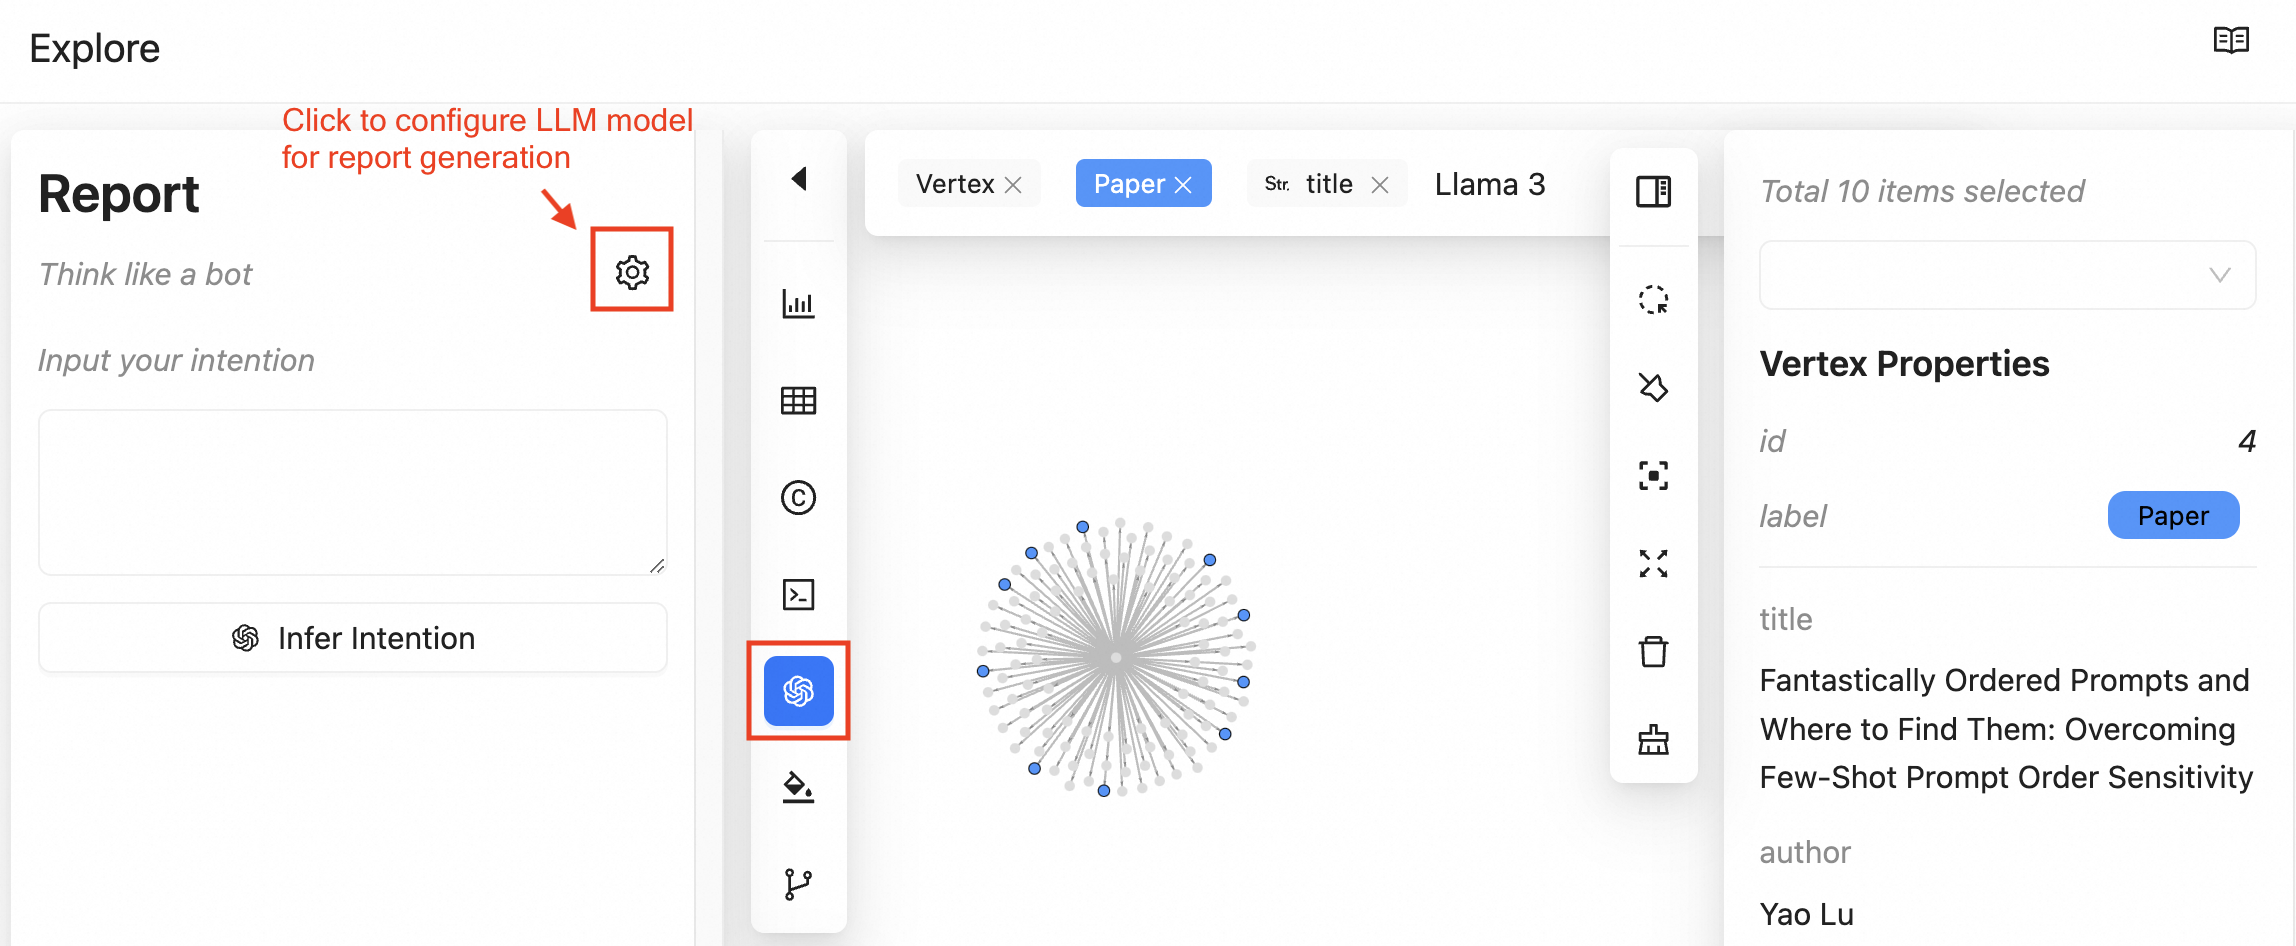 Explore
Click to configure LLM model
for report generation
Report
Think like a bot
Input your intention
Infer Intention
Vertex
Paper
Str. title
Llama 3
Total 10 items selected
Vertex Properties
id 4
label Paper
title
Fantastically Ordered Prompts and
Where to Find Them: Overcoming
Few-Shot Prompt Order Sensitivity
author
Yao Lu